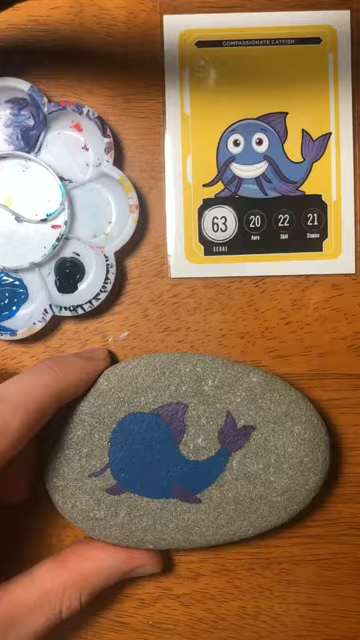 COMPASSIONATE CATFISH
63
SCORE
20
Aura
22
Skill
21
Stamina